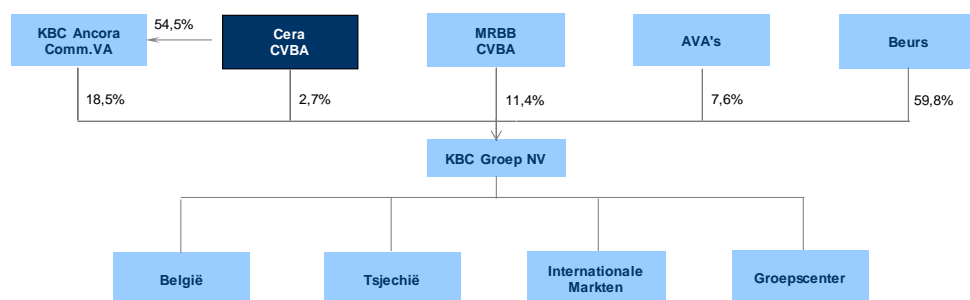 KBC Ancora
Comm.VA
54,5%
Cera
CVBA
MRBB
CVBA
AVA's
Beurs
18,5%
2,7%
11,4%
7,6%
59,8%
KBC Groep NV
België
Tsjechië
Internationale
Markten
Groepscenter